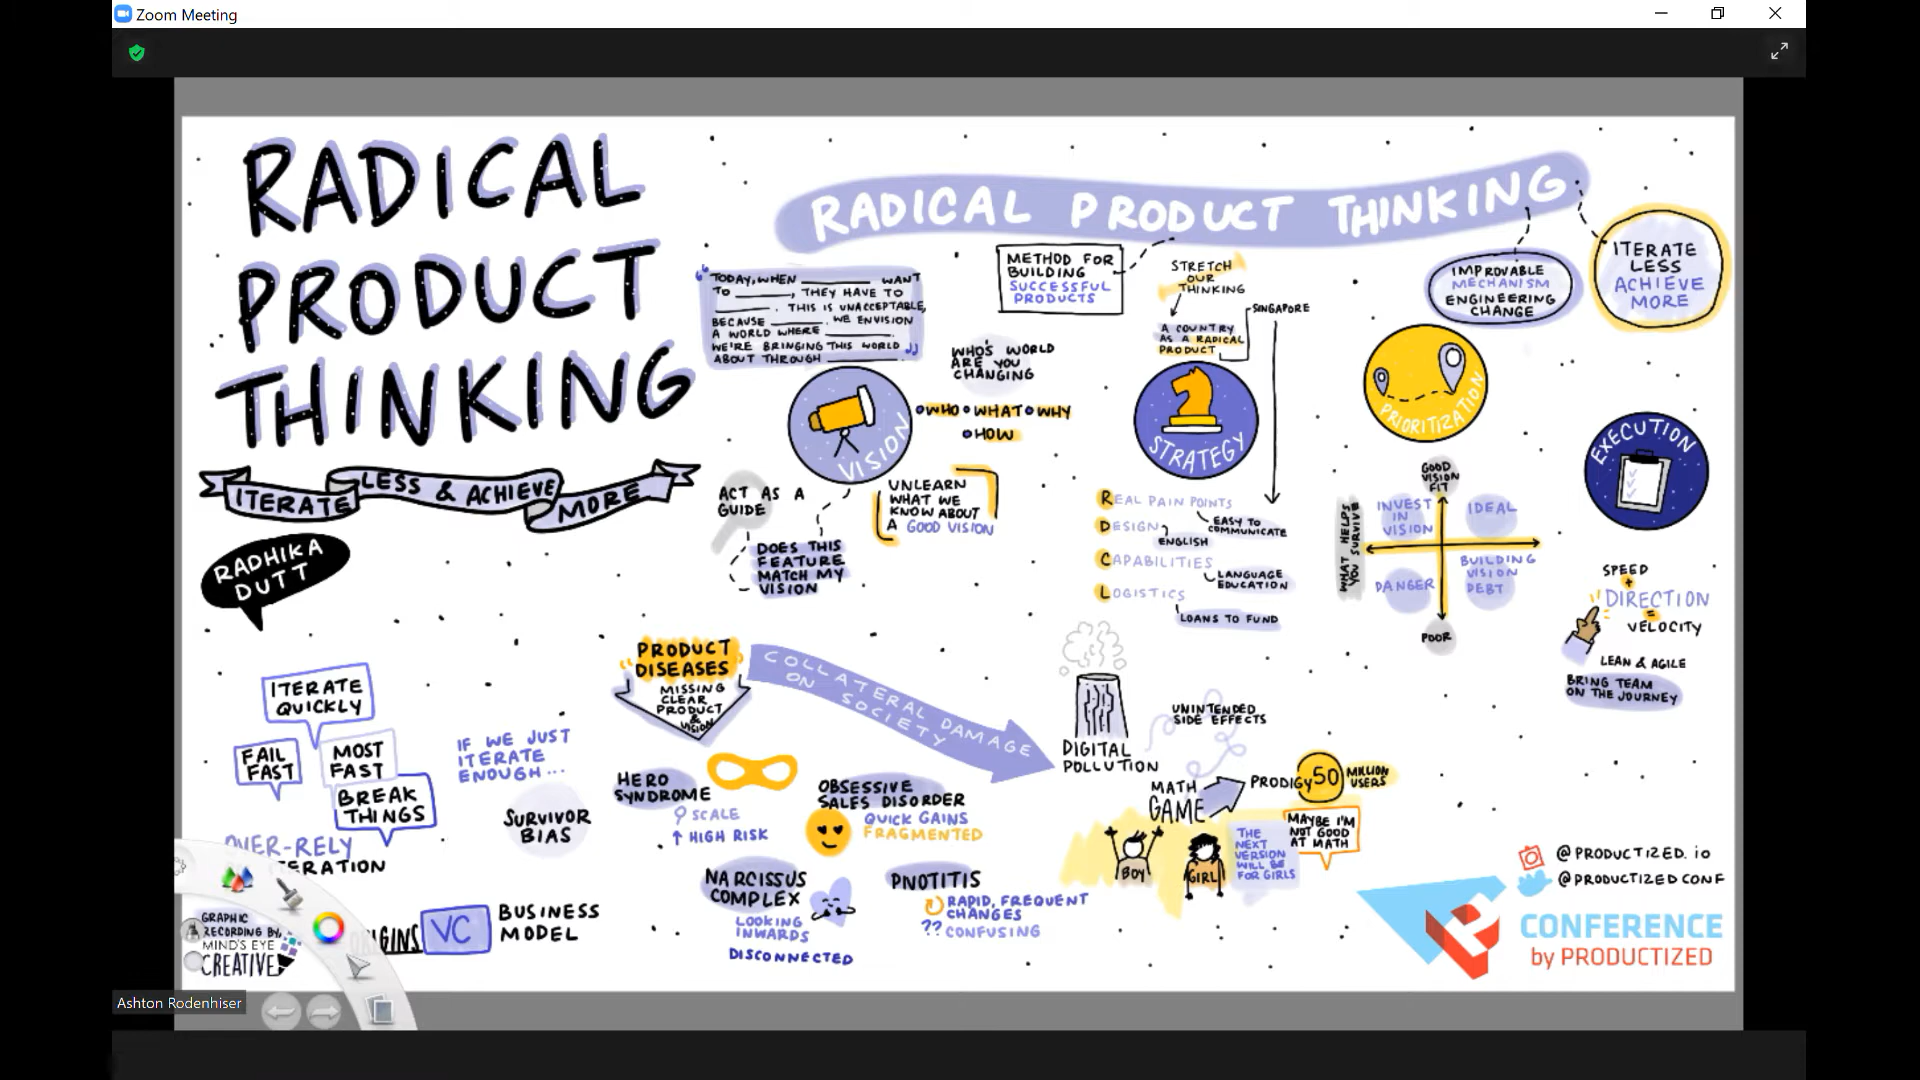 Zoom Meeting
RADICAL
PRODUCT
THINKING
ITERATE LESS & ACHIEVE MORE
RADHIKA
DUTT
RADICAL PRODUCT THINKING
"TODAY, WHEN ______ WANT
TO ______, THEY HAVE TO
______. THIS IS UNACCEPTABLE,
BECAUSE ______. WE ENVISION
A WORLD WHERE ______.
WE'RE BRINGING THIS WORLD
ABOUT THROUGH ______"
METHOD FOR
BUILDING
SUCCESSFUL
PRODUCTS
STRETCH
OUR
THINKING
SINGAPORE
A COUNTRY
AS A RADICAL
PRODUCT
IMPROVABLE
MECHANISM
ENGINEERING
CHANGE
ITERATE
LESS
ACHIEVE
MORE
WHO'S WORLD
ARE YOU
CHANGING
VISION
WHO WHAT WHY
HOW
ACT AS A
GUIDE
UNLEARN
WHAT WE
KNOW ABOUT
A GOOD VISION
DOES THIS
FEATURE
MATCH MY
VISION
STRATEGY
REAL PAIN POINTS
EASY TO
COMMUNICATE
DESIGN
ENGLISH
CAPABILITIES
LANGUAGE
EDUCATION
LOGISTICS
LOANS TO FUND
PRIORITIZATION
GOOD
VISION
FIT
WHAT HELPS
YOU SURVIVE
INVEST
IN
VISION
IDEAL
DANGER
BUILDING
VISION
DEBT
POOR
EXECUTION
SPEED
+
DIRECTION
=
VELOCITY
LEAN & AGILE
BRING TEAM
ON THE JOURNEY
ITERATE
QUICKLY
FAIL
FAST
MOST
FAST
BREAK
THINGS
IF WE JUST
ITERATE
ENOUGH...
SURVIVOR
BIAS
OVER-RELY
ITERATION
VC
BUSINESS
MODEL
"PRODUCT
DISEASES"
MISSING
CLEAR
PRODUCT
&
VISION
COLLATERAL DAMAGE
ON SOCIETY
HERO
SYNDROME
SCALE
↑ HIGH RISK
OBSESSIVE
SALES DISORDER
QUICK GAINS
FRAGMENTED
NARCISSUS
COMPLEX
LOOKING
INWARDS
DISCONNECTED
PNOTITIS
RAPID, FREQUENT
CHANGES
?? CONFUSING
DIGITAL
POLLUTION
UNINTENDED
SIDE EFFECTS
MATH
GAME
PRODIGY
50 MILLION
USERS
BOY
GIRL
THE
NEXT
VERSION
WILL BE
FOR GIRLS
MAYBE I'M
NOT GOOD
AT MATH
@PRODUCTIZED.IO
@PRODUCTIZEDCONF
CONFERENCE
by PRODUCTIZED
GRAPHIC
RECORDING BY
MIND'S EYE
CREATIVE
Ashton Rodenhiser